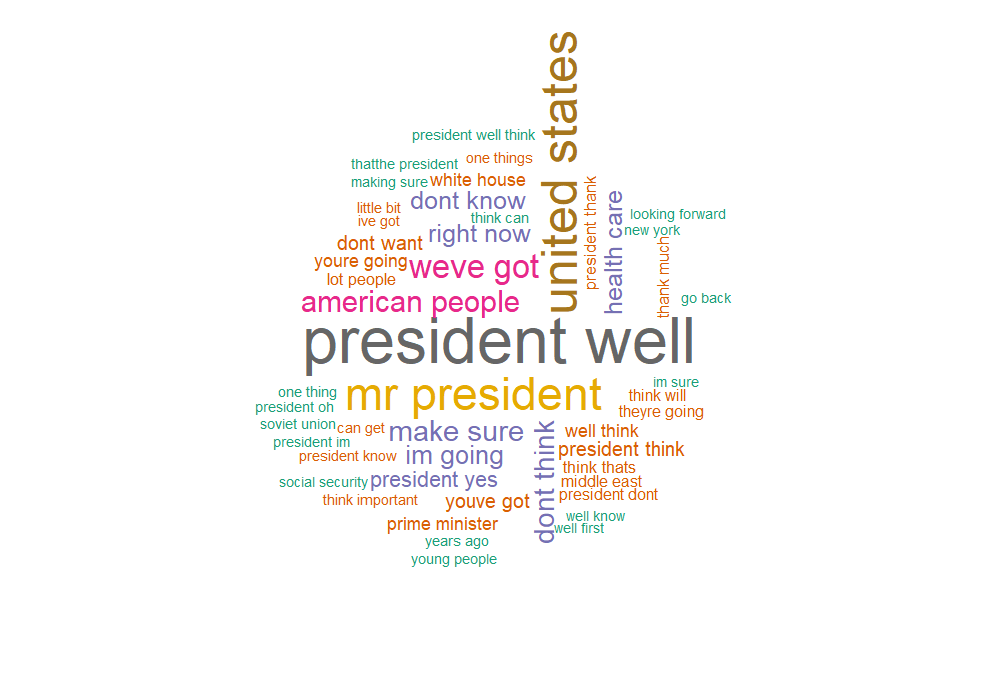 united states
president well think
one things
thatthe president
making sure
white house
president thank
health care
dont know
little bit
think can
looking forward
ive got
right now
new york
dont want
thank much
youre going
weve got
lot people
american people
go back
president well
im sure
one thing
mr president
think will
president oh
theyre going
soviet union
can get
make sure
dont think
well think
president im
president know
im going
president think
think thats
social security
president yes
middle east
think important
youve got
president dont
prime minister
well know
well first
years ago
young people